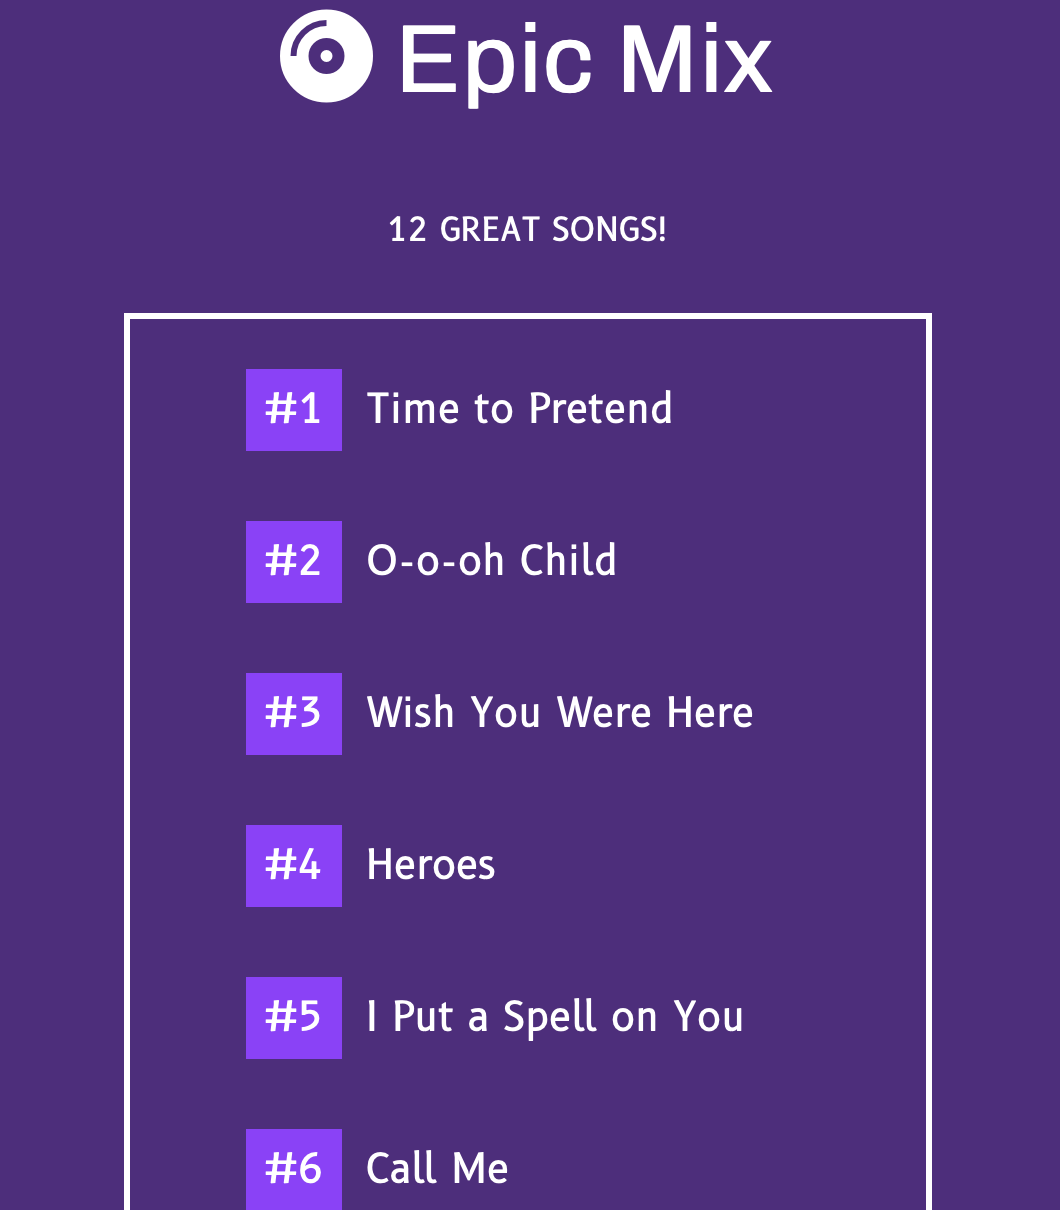 Epic Mix
12 GREAT SONGS!
#1 Time to Pretend
#2 O-o-oh Child
#3 Wish You Were Here
#4 Heroes
#5 I Put a Spell on You
#6 Call Me